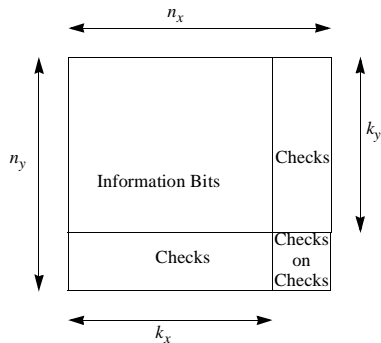 n_x
n_y
k_y
Checks
Information Bits
Checks
Checks
on
Checks
k_x